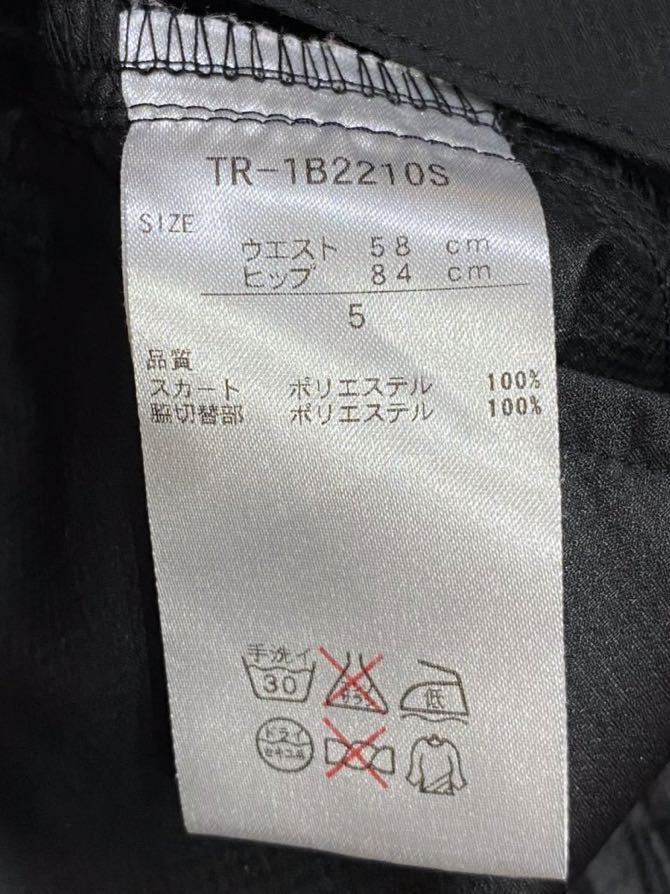 TR-1B2210S
SIZE
ウエスト 58 cm
ヒップ 84 cm
5
品質
スカート ポリエステル 100%
脇切替部 ポリエステル 100%
手洗イ
30
低
ドライ
セキユ系